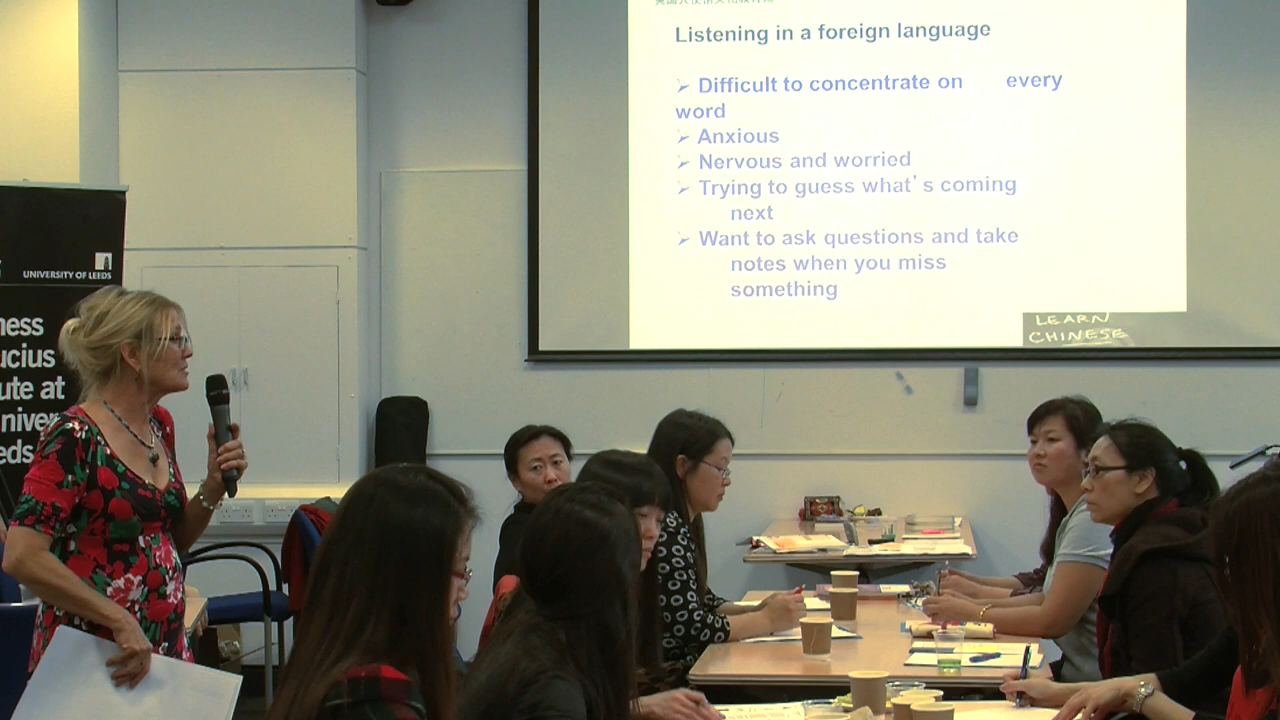 Listening in a foreign language
➢ Difficult to concentrate on every
word
➢ Anxious
➢ Nervous and worried
➢ Trying to guess what's coming
next
➢ Want to ask questions and take
notes when you miss
something
LEARN
CHINESE
UNIVERSITY OF LEEDS
ness
ucius
ute at
niver
eds